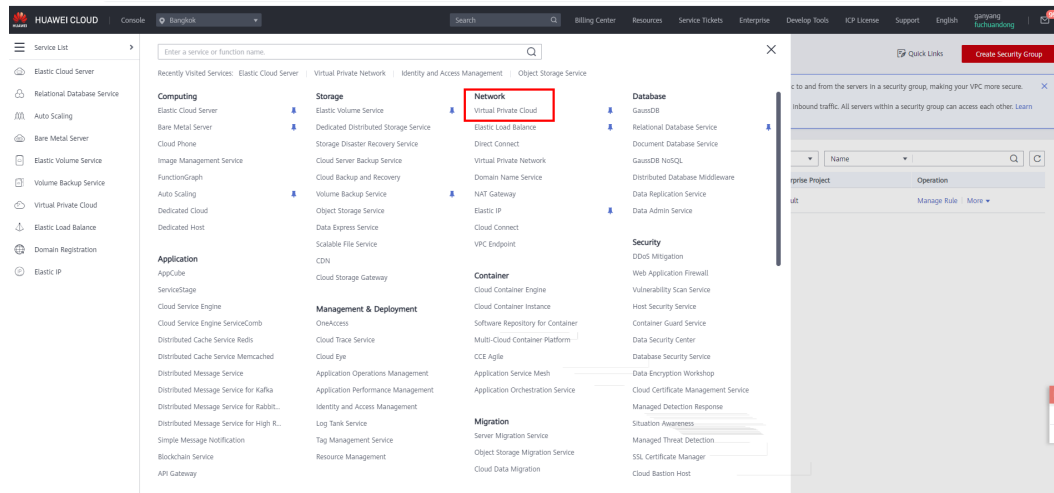 HUAWEI CLOUD Console Bangkok Search Billing Center Resources Service Tickets Enterprise Develop Tools ICP License Support English ganyang
fuchuandong
Service List
Elastic Cloud Server
Relational Database Service
Auto Scaling
Bare Metal Server
Elastic Volume Service
Volume Backup Service
Virtual Private Cloud
Elastic Load Balance
Domain Registration
Elastic IP
Enter a service or function name.
Recently Visited Services: Elastic Cloud Server Virtual Private Network Identity and Access Management Object Storage Service
Computing
Elastic Cloud Server
Bare Metal Server
Cloud Phone
Image Management Service
FunctionGraph
Auto Scaling
Dedicated Cloud
Dedicated Host
Application
AppCube
ServiceStage
Cloud Service Engine
Cloud Service Engine ServiceComb
Distributed Cache Service Redis
Distributed Cache Service Memcached
Distributed Message Service
Distributed Message Service for Kafka
Distributed Message Service for Rabbit...
Distributed Message Service for High R...
Simple Message Notification
Blockchain Service
API Gateway
Storage
Elastic Volume Service
Dedicated Distributed Storage Service
Storage Disaster Recovery Service
Cloud Server Backup Service
Cloud Backup and Recovery
Volume Backup Service
Object Storage Service
Data Express Service
Scalable File Service
CDN
Cloud Storage Gateway
Management & Deployment
OneAccess
Cloud Trace Service
Cloud Eye
Application Operations Management
Application Performance Management
Identity and Access Management
Log Tank Service
Tag Management Service
Resource Management
Network
Virtual Private Cloud
Elastic Load Balance
Direct Connect
Virtual Private Network
Domain Name Service
NAT Gateway
Elastic IP
Cloud Connect
VPC Endpoint
Container
Cloud Container Engine
Cloud Container Instance
Software Repository for Container
Multi-Cloud Container Platform
CCE Agile
Application Service Mesh
Application Orchestration Service
Migration
Server Migration Service
Object Storage Migration Service
Cloud Data Migration
Database
GaussDB
Relational Database Service
Document Database Service
GaussDB NoSQL
Distributed Database Middleware
Data Replication Service
Data Admin Service
Security
DDoS Mitigation
Web Application Firewall
Vulnerability Scan Service
Host Security Service
Container Guard Service
Data Security Center
Database Security Service
Data Encryption Workshop
Cloud Certificate Management Service
Managed Detection Response
Situation Awareness
Managed Threat Detection
SSL Certificate Manager
Cloud Bastion Host
Quick Links Create Security Group
c to and from the servers in a security group, making your VPC more secure.
inbound traffic. All servers within a security group can access each other. Learn
Name
rprise Project Operation
ult Manage Rule More